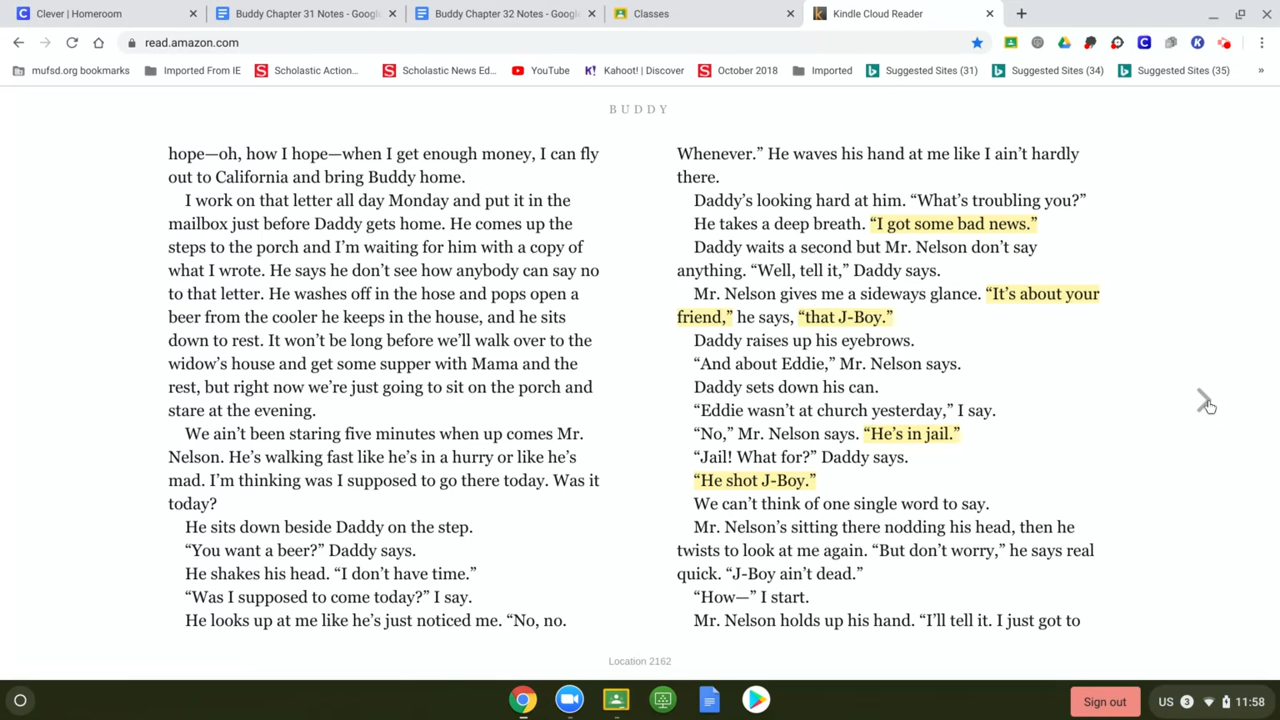 Clever | Homeroom
Buddy Chapter 31 Notes - Google
Buddy Chapter 32 Notes - Google
Classes
Kindle Cloud Reader
read.amazon.com
mufsd.org bookmarks
Imported From IE
Scholastic Action...
Scholastic News Ed...
YouTube
Kahoot! | Discover
October 2018
Imported
Suggested Sites (31)
Suggested Sites (34)
Suggested Sites (35)
»
BUDDY
hope—oh, how I hope—when I get enough money, I can fly
out to California and bring Buddy home.
I work on that letter all day Monday and put it in the
mailbox just before Daddy gets home. He comes up the
steps to the porch and I’m waiting for him with a copy of
what I wrote. He says he don’t see how anybody can say no
to that letter. He washes off in the hose and pops open a
beer from the cooler he keeps in the house, and he sits
down to rest. It won’t be long before we’ll walk over to the
widow’s house and get some supper with Mama and the
rest, but right now we’re just going to sit on the porch and
stare at the evening.
We ain’t been staring five minutes when up comes Mr.
Nelson. He’s walking fast like he’s in a hurry or like he’s
mad. I’m thinking was I supposed to go there today. Was it
today?
He sits down beside Daddy on the step.
“You want a beer?” Daddy says.
He shakes his head. “I don’t have time.”
“Was I supposed to come today?” I say.
He looks up at me like he’s just noticed me. “No, no.
Whenever.” He waves his hand at me like I ain’t hardly
there.
Daddy’s looking hard at him. “What’s troubling you?”
He takes a deep breath. “I got some bad news.”
Daddy waits a second but Mr. Nelson don’t say
anything. “Well, tell it,” Daddy says.
Mr. Nelson gives me a sideways glance. “It’s about your
friend,” he says, “that J-Boy.”
Daddy raises up his eyebrows.
“And about Eddie,” Mr. Nelson says.
Daddy sets down his can.
“Eddie wasn’t at church yesterday,” I say.
“No,” Mr. Nelson says. “He’s in jail.”
“Jail! What for?” Daddy says.
“He shot J-Boy.”
We can’t think of one single word to say.
Mr. Nelson’s sitting there nodding his head, then he
twists to look at me again. “But don’t worry,” he says real
quick. “J-Boy ain’t dead.”
“How—” I start.
Mr. Nelson holds up his hand. “I’ll tell it. I just got to
Location 2162
Sign out
US 3 11:58